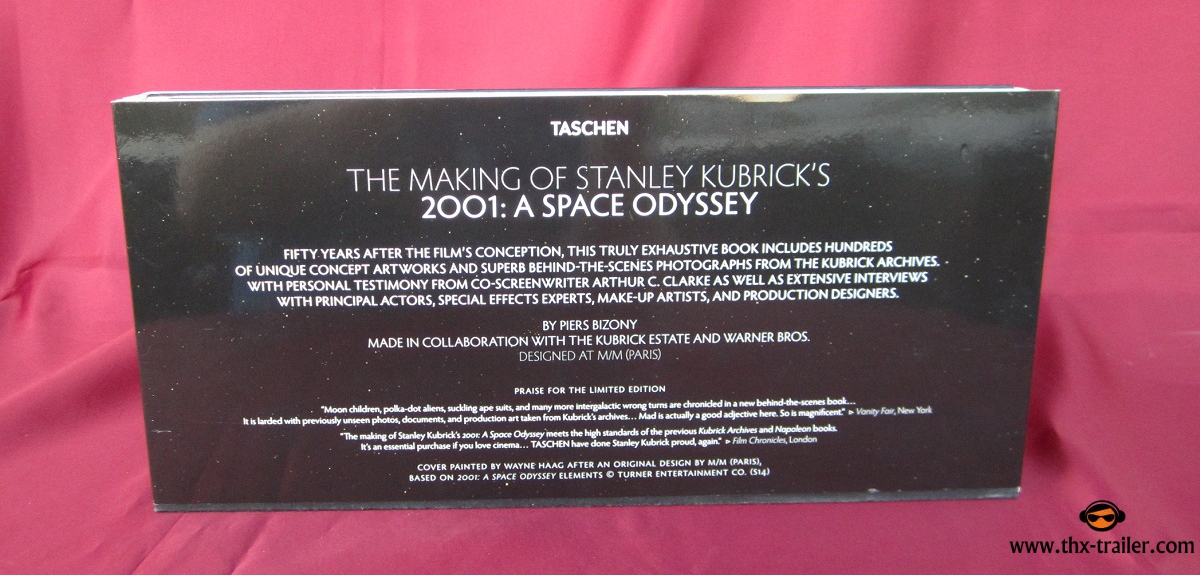 TASCHEN
THE MAKING OF STANLEY KUBRICK'S
2001: A SPACE ODYSSEY
FIFTY YEARS AFTER THE FILM'S CONCEPTION, THIS TRULY EXHAUSTIVE BOOK INCLUDES HUNDREDS
OF UNIQUE CONCEPT ARTWORKS AND SUPERB BEHIND-THE-SCENES PHOTOGRAPHS FROM THE KUBRICK ARCHIVES.
WITH PERSONAL TESTIMONY FROM CO-SCREENWRITER ARTHUR C. CLARKE AS WELL AS EXTENSIVE INTERVIEWS
WITH PRINCIPAL ACTORS, SPECIAL EFFECTS EXPERTS, MAKE-UP ARTISTS, AND PRODUCTION DESIGNERS.
BY PIERS BIZONY
MADE IN COLLABORATION WITH THE KUBRICK ESTATE AND WARNER BROS.
DESIGNED AT M/M (PARIS)
PRAISE FOR THE LIMITED EDITION
"Moon children, polka-dot aliens, suckling ape suits, and many more intergalactic wrong turns are chronicled in a new behind-the-scenes book…
It is larded with previously unseen photos, documents, and production art taken from Kubrick's archives… Mad is actually a good adjective here. So is magnificent." ▹ Vanity Fair, New York
"The making of Stanley Kubrick's 2001: A Space Odyssey meets the high standards of the previous Kubrick Archives and Napoleon books.
It's an essential purchase if you love cinema… TASCHEN have done Stanley Kubrick proud, again." ▹ Film Chronicles, London
COVER PAINTED BY WAYNE HAAG AFTER AN ORIGINAL DESIGN BY M/M (PARIS),
BASED ON 2001: A SPACE ODYSSEY ELEMENTS © TURNER ENTERTAINMENT CO. (S14)
www.thx-trailer.com